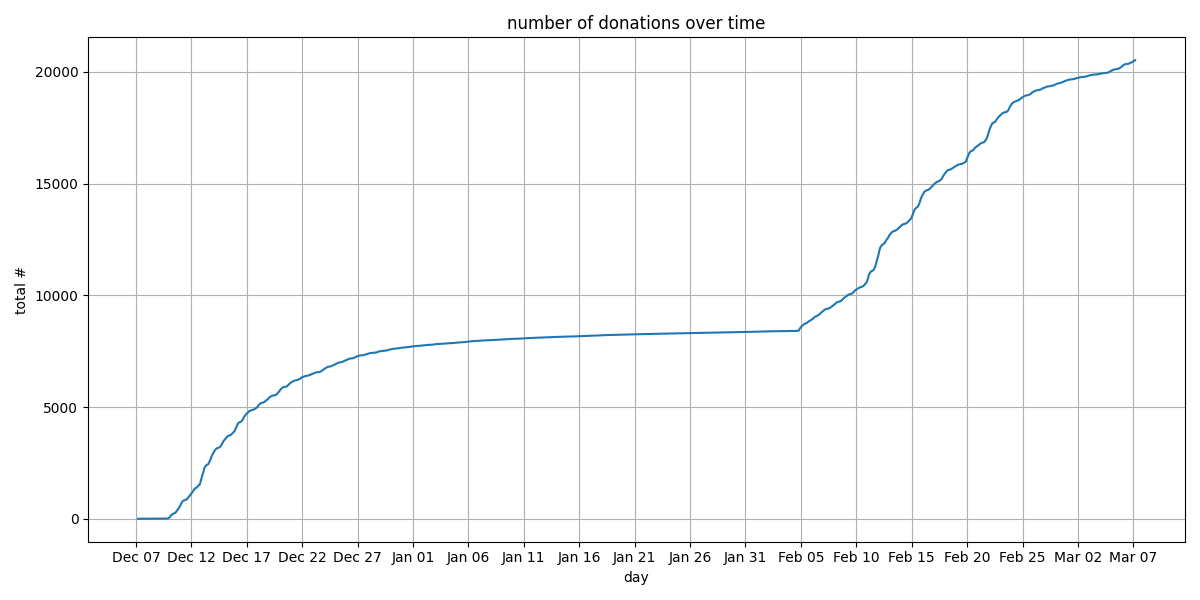 number of donations over time
total #
20000
15000
10000
5000
0
Dec 07 Dec 12 Dec 17 Dec 22 Dec 27 Jan 01 Jan 06 Jan 11 Jan 16 Jan 21 Jan 26 Jan 31 Feb 05 Feb 10 Feb 15 Feb 20 Feb 25 Mar 02 Mar 07
day